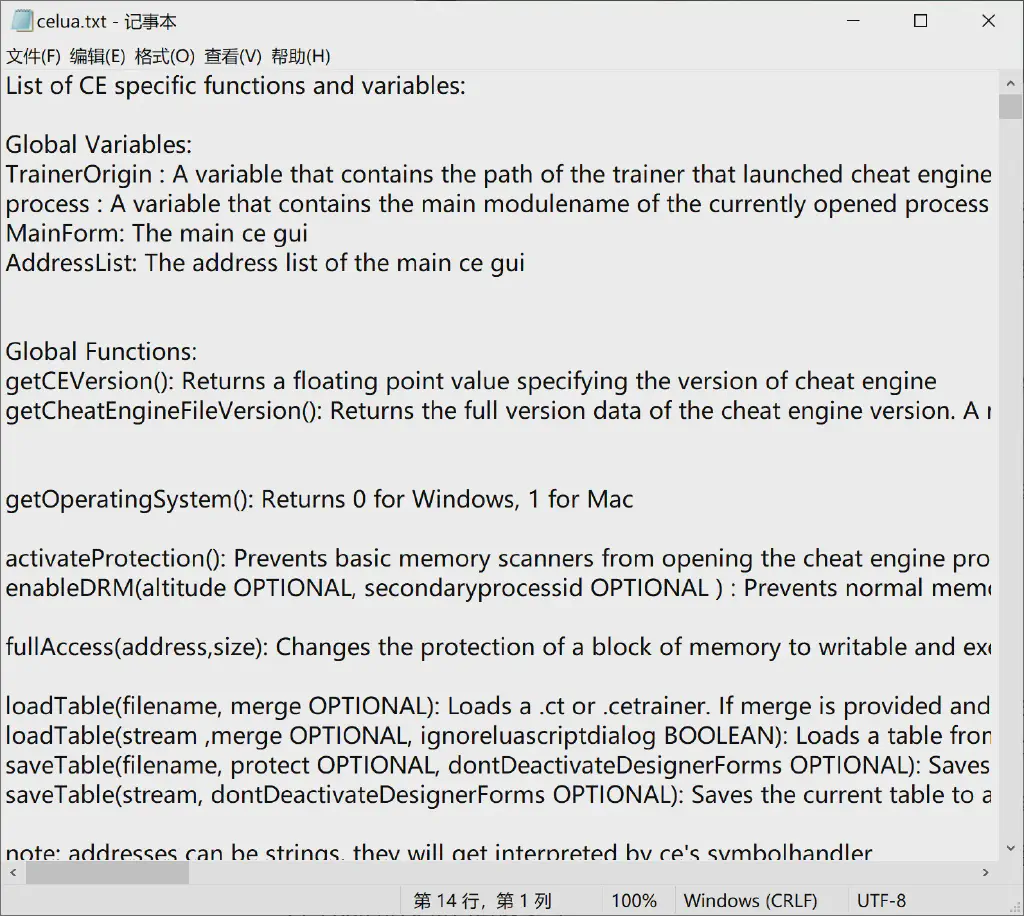 celua.txt - 记事本
文件(F) 编辑(E) 格式(O) 查看(V) 帮助(H)
List of CE specific functions and variables:
Global Variables:
TrainerOrigin : A variable that contains the path of the trainer that launched cheat engine
process : A variable that contains the main modulename of the currently opened process
MainForm: The main ce gui
AddressList: The address list of the main ce gui
Global Functions:
getCEVersion(): Returns a floating point value specifying the version of cheat engine
getCheatEngineFileVersion(): Returns the full version data of the cheat engine version. A
getOperatingSystem(): Returns 0 for Windows, 1 for Mac
activateProtection(): Prevents basic memory scanners from opening the cheat engine pro
enableDRM(altitude OPTIONAL, secondaryprocessid OPTIONAL ) : Prevents normal mem
fullAccess(address,size): Changes the protection of a block of memory to writable and ex
loadTable(filename, merge OPTIONAL): Loads a .ct or .cetrainer. If merge is provided and
loadTable(stream ,merge OPTIONAL, ignoreluascriptdialog BOOLEAN): Loads a table from
saveTable(filename, protect OPTIONAL, dontDeactivateDesignerForms OPTIONAL): Saves
saveTable(stream, dontDeactivateDesignerForms OPTIONAL): Saves the current table to a
note: addresses can be strings, they will get interpreted by ce's symbolhandler
第 14 行，第 1 列 100% Windows (CRLF) UTF-8